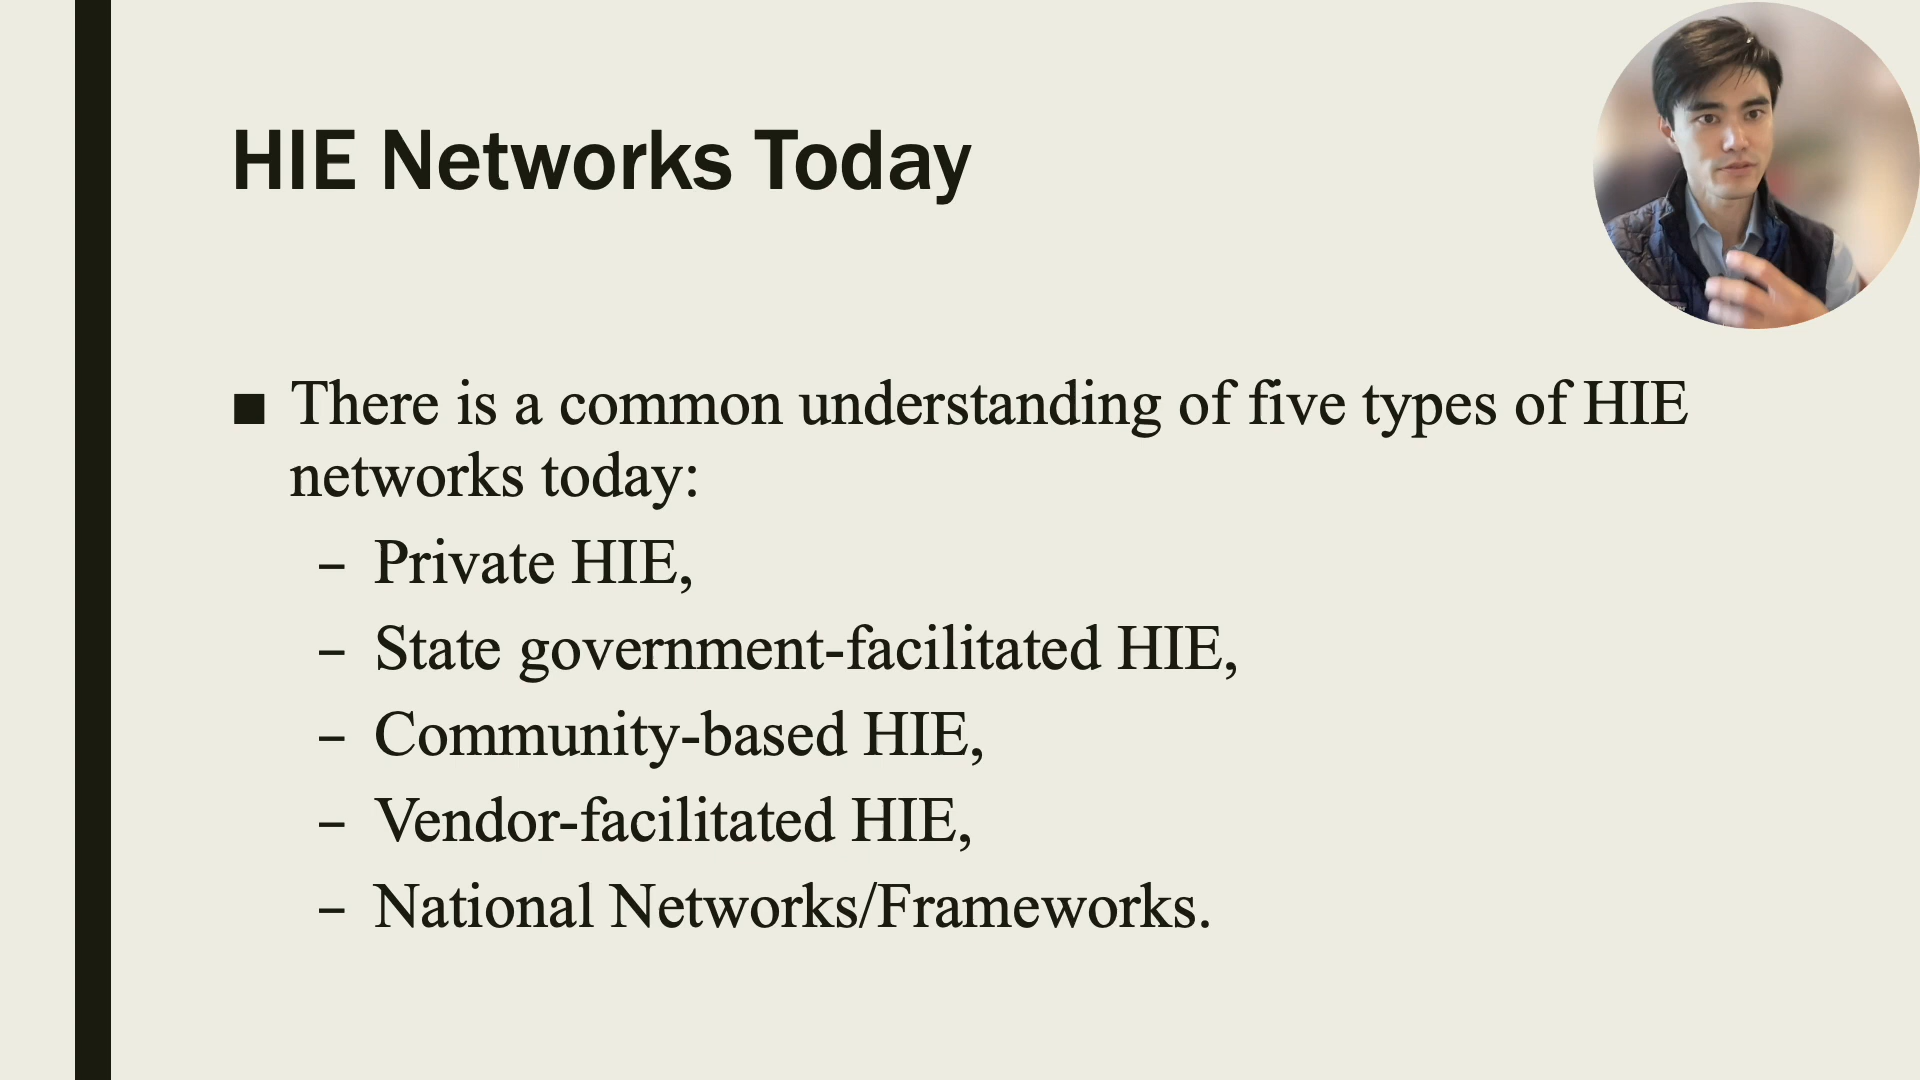 HIE Networks Today
■ There is a common understanding of five types of HIE
networks today:
– Private HIE,
– State government-facilitated HIE,
– Community-based HIE,
– Vendor-facilitated HIE,
– National Networks/Frameworks.